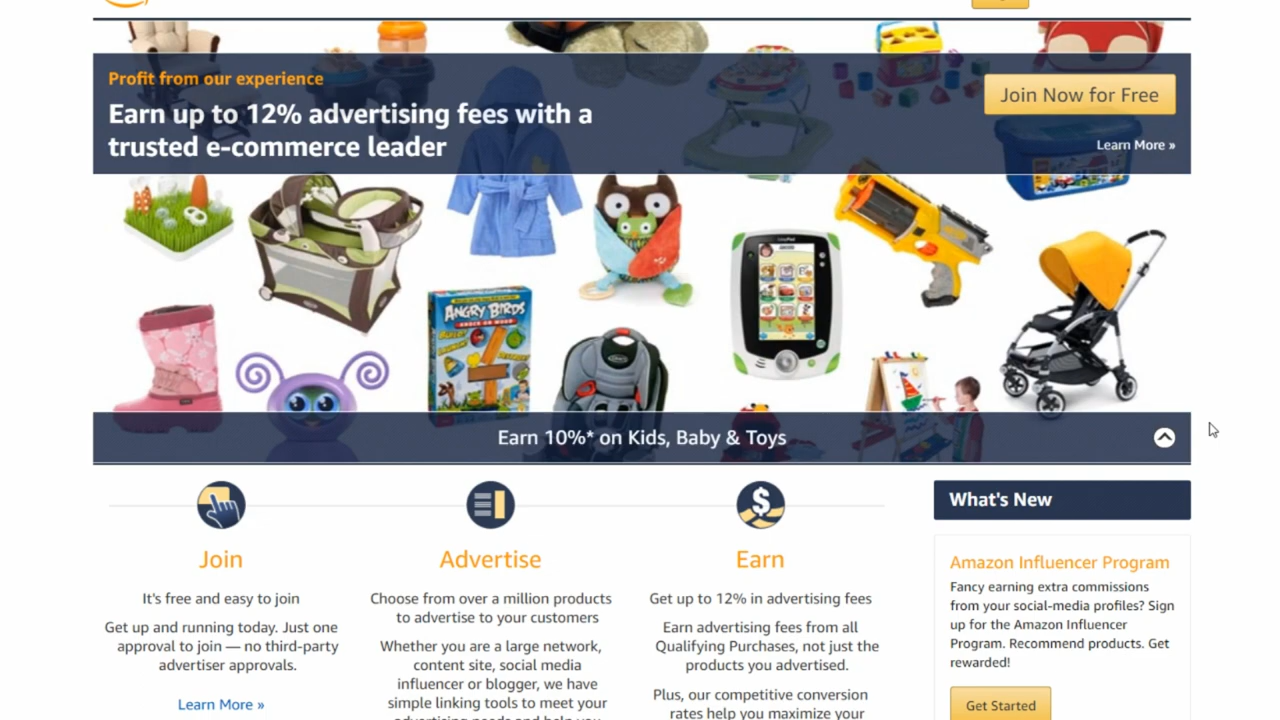 Profit from our experience
Earn up to 12% advertising fees with a
trusted e-commerce leader
Join Now for Free
Learn More »
ANGRY BIRDS
Earn 10%* on Kids, Baby & Toys
Join
It's free and easy to join
Get up and running today. Just one
approval to join — no third-party
advertiser approvals.
Learn More »
Advertise
Choose from over a million products
to advertise to your customers
Whether you are a large network,
content site, social media
influencer or blogger, we have
simple linking tools to meet your
advertising needs and help you
Earn
Get up to 12% in advertising fees
Earn advertising fees from all
Qualifying Purchases, not just the
products you advertised.
Plus, our competitive conversion
rates help you maximize your
What's New
Amazon Influencer Program
Fancy earning extra commissions
from your social-media profiles? Sign
up for the Amazon Influencer
Program. Recommend products. Get
rewarded!
Get Started